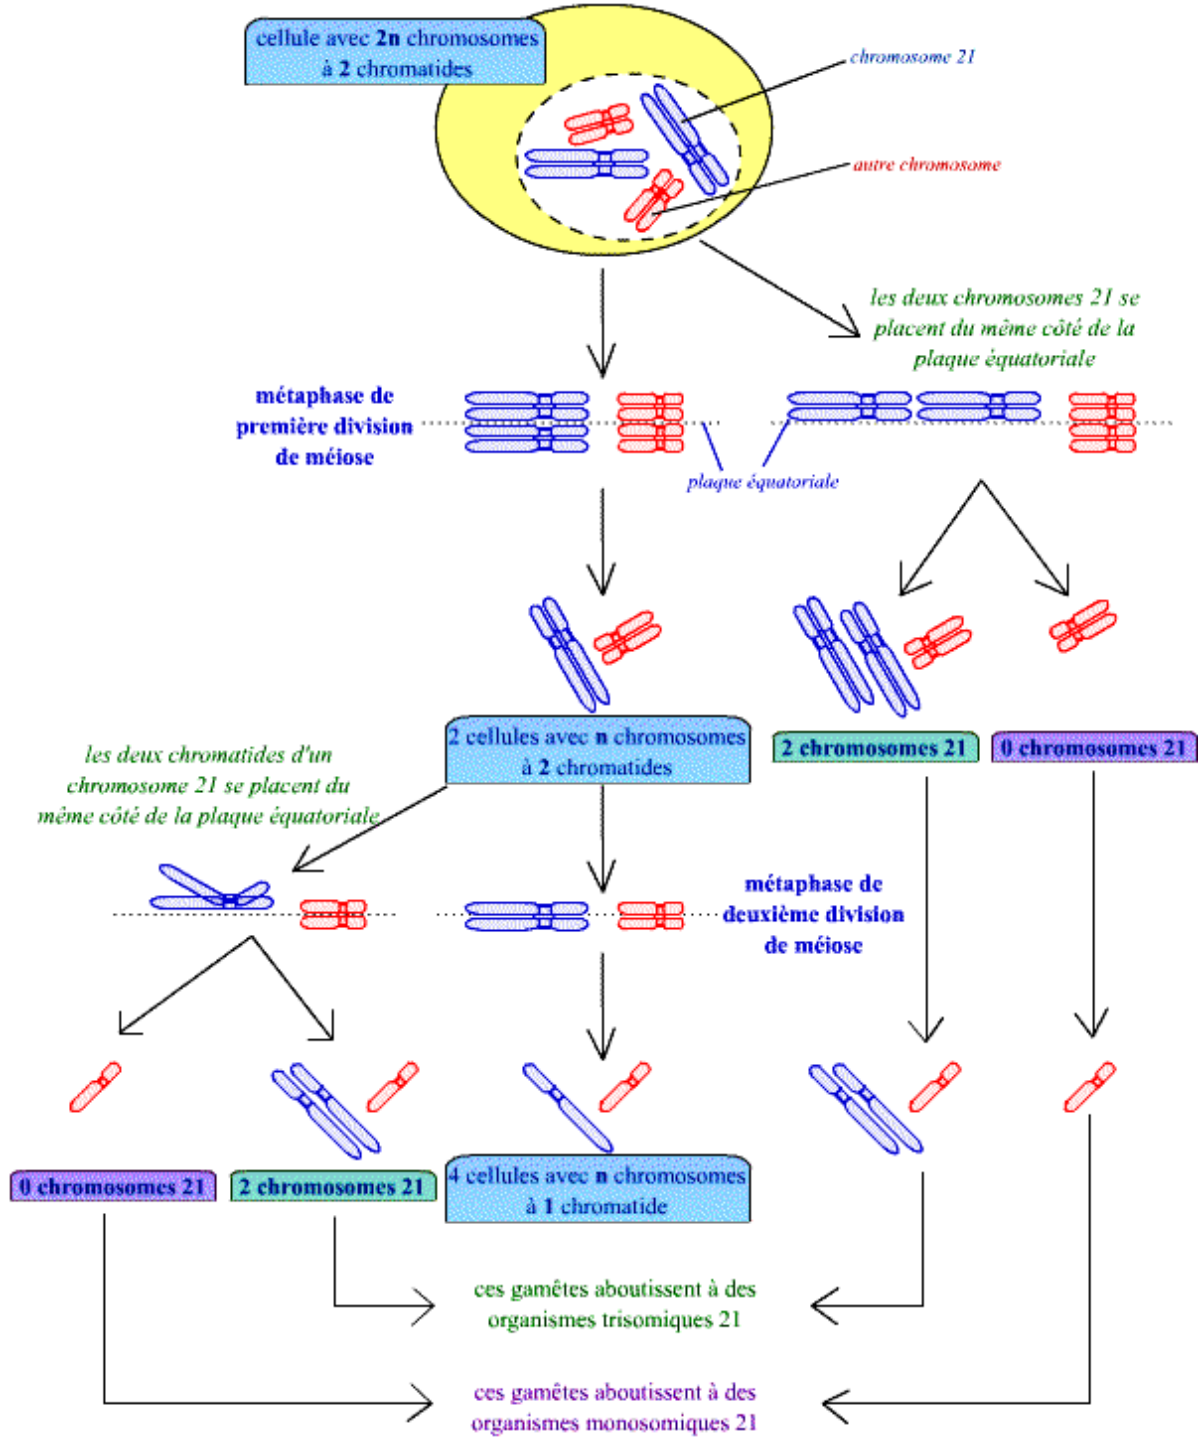 cellule avec 2n chromosomes
à 2 chromatides
chromosome 21
autre chromosome
les deux chromosomes 21 se
placent du même côté de la
plaque équatoriale
métaphase de
première division
de méiose
plaque équatoriale
2 cellules avec n chromosomes
à 2 chromatides
2 chromosomes 21
0 chromosomes 21
les deux chromatides d'un
chromosome 21 se placent du
même côté de la plaque équatoriale
métaphase de
deuxième division
de méiose
0 chromosomes 21
2 chromosomes 21
4 cellules avec n chromosomes
à 1 chromatide
ces gamêtes aboutissent à des
organismes trisomiques 21
ces gamêtes aboutissent à des
organismes monosomiques 21